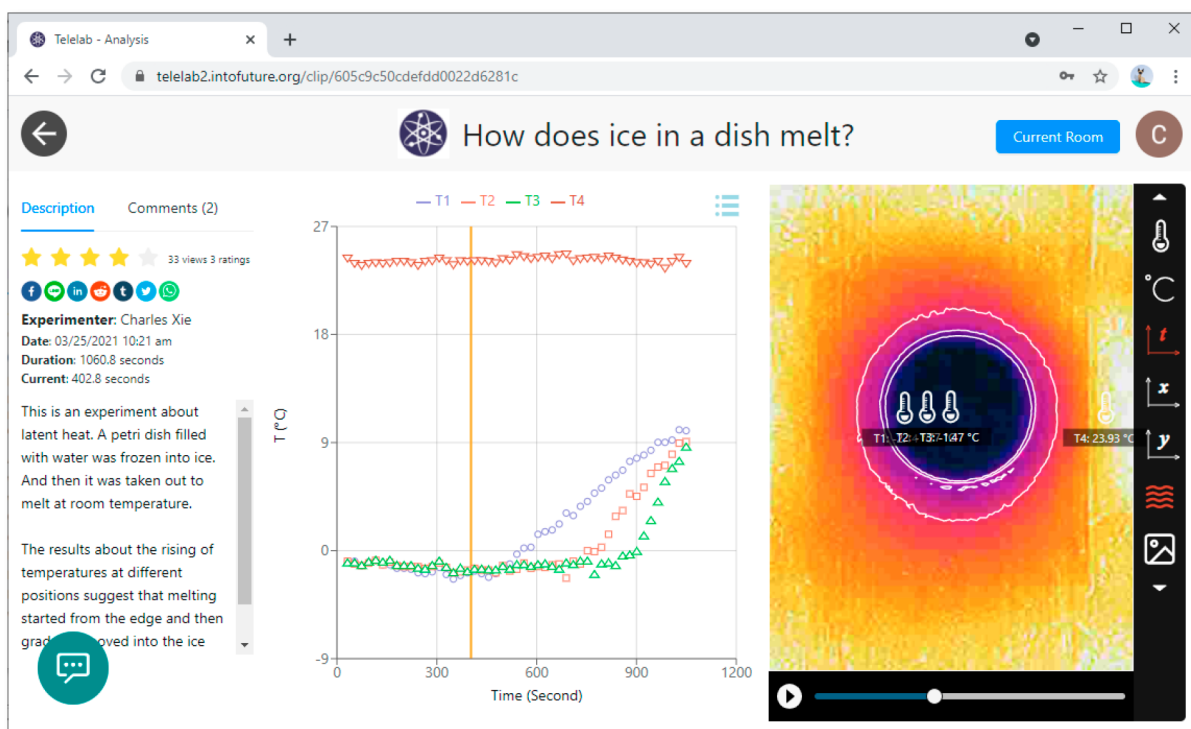 Telelab - Analysis
telelab2.intofuture.org/clip/605c9c50cdefdd0022d6281c
How does ice in a dish melt?
Current Room
C
Description
Comments (2)
33 views 3 ratings
Experimenter: Charles Xie
Date: 03/25/2021 10:21 am
Duration: 1060.8 seconds
Current: 402.8 seconds
This is an experiment about
latent heat. A petri dish filled
with water was frozen into ice.
And then it was taken out to
melt at room temperature.
The results about the rising of
temperatures at different
positions suggest that melting
started from the edge and then
into the ice
T1 T2 T3 T4
27
18
9
0
-9
T (°C)
0 300 600 900 1200
Time (Second)
T1: T2: T3: °C
T4: 23.93 °C
°C
t
x
y